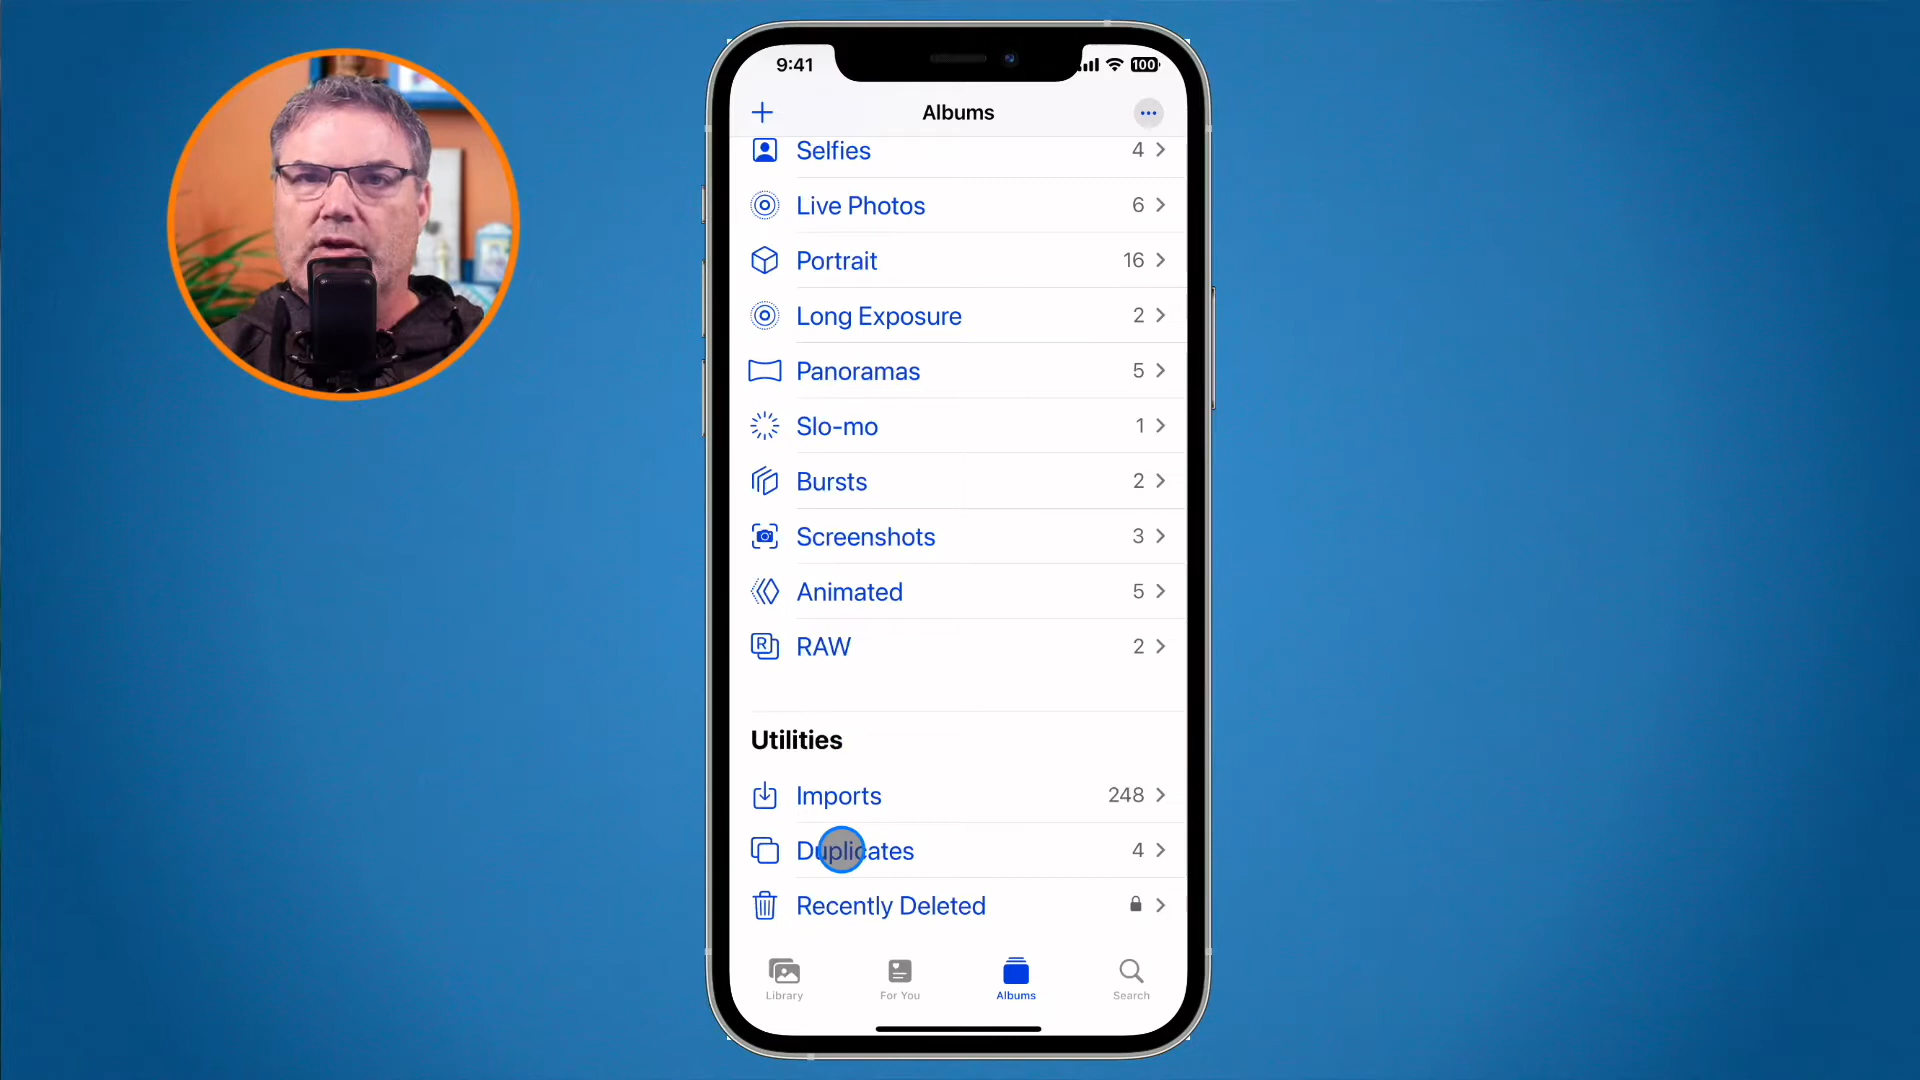 9:41
100
Albums
Selfies 4
Live Photos 6
Portrait 16
Long Exposure 2
Panoramas 5
Slo-mo 1
Bursts 2
Screenshots 3
Animated 5
R RAW 2
Utilities
Imports 248
Duplicates 4
Recently Deleted
Library For You Albums Search